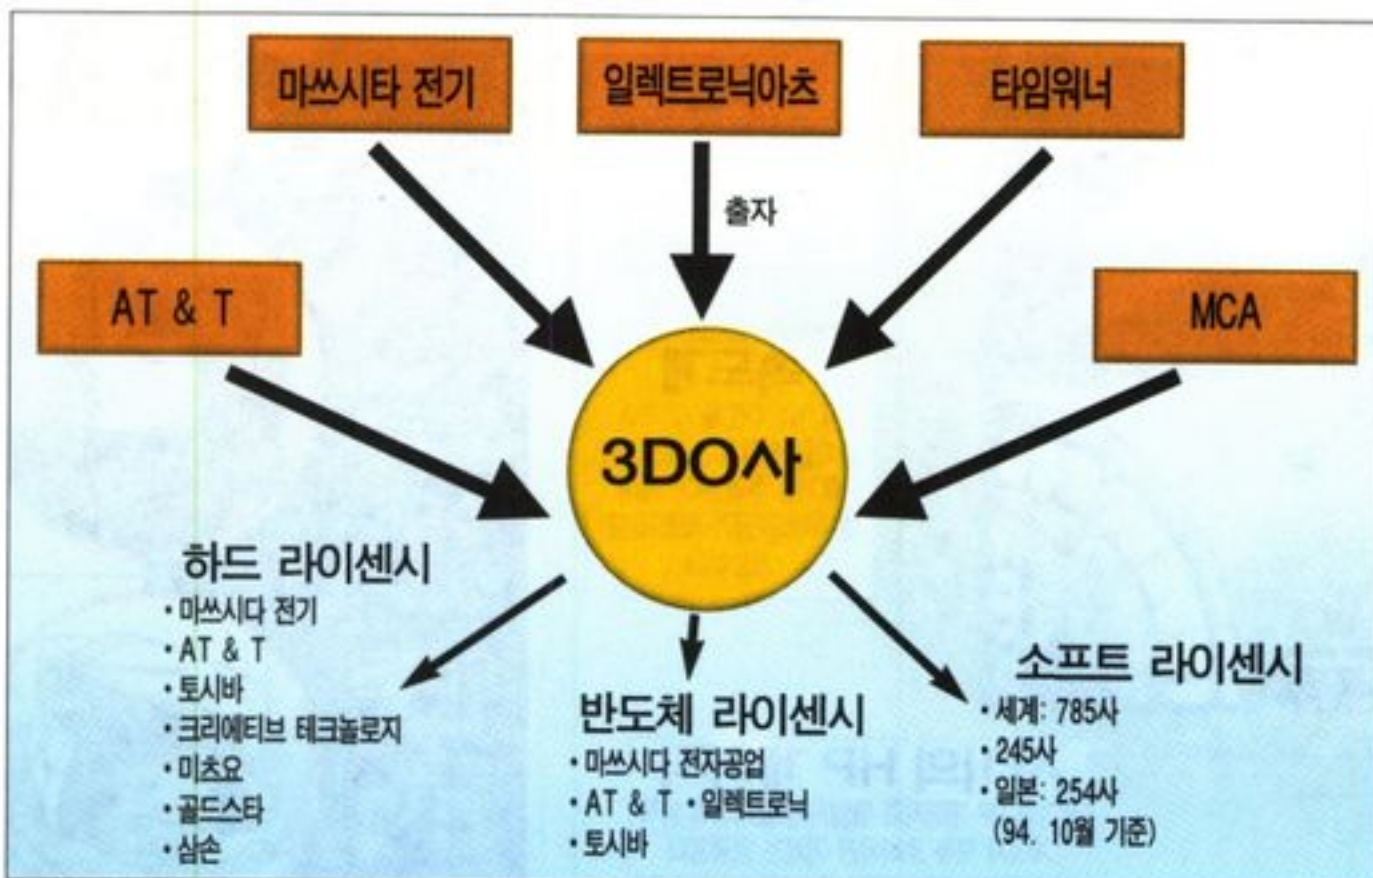 마쓰시타 전기
일렉트로닉아츠
타임워너
출자
AT & T
MCA
3DO사
하드 라이센시
• 마쓰시다 전기
• AT & T
• 토시바
• 크리에티브 테크놀로지
• 미츠요
• 골드스타
• 삼손
반도체 라이센시
• 마쓰시다 전자공업
• AT & T • 일렉트로닉
• 토시바
소프트 라이센시
• 세계: 785사
• 245사
• 일본: 254사
(94. 10월 기준)